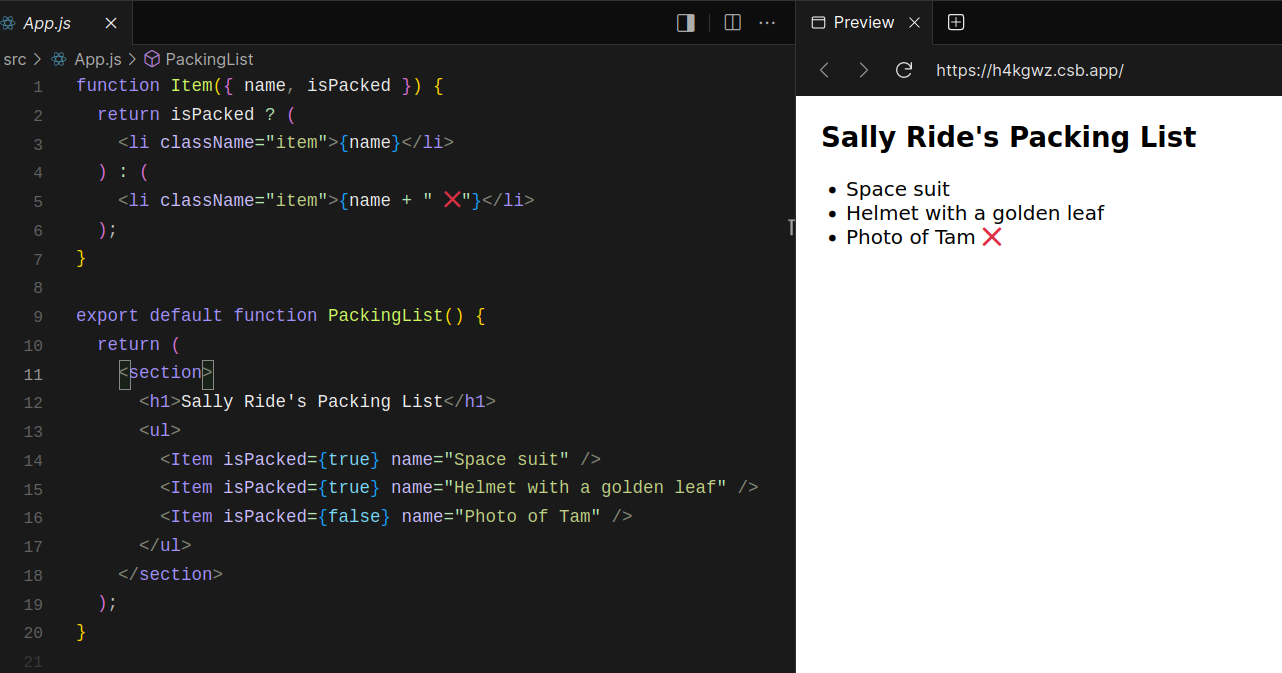 App.js
src > App.js > PackingList
1 function Item({ name, isPacked }) {
2   return isPacked ? (
3     <li className="item">{name}</li>
4   ) : (
5     <li className="item">{name + " ❌"}</li>
6   );
7 }
8
9 export default function PackingList() {
10   return (
11     <section>
12       <h1>Sally Ride's Packing List</h1>
13       <ul>
14         <Item isPacked={true} name="Space suit" />
15         <Item isPacked={true} name="Helmet with a golden leaf" />
16         <Item isPacked={false} name="Photo of Tam" />
17       </ul>
18     </section>
19   );
20 }
21
Preview
https://h4kgwz.csb.app/
Sally Ride's Packing List
• Space suit
• Helmet with a golden leaf
• Photo of Tam ❌